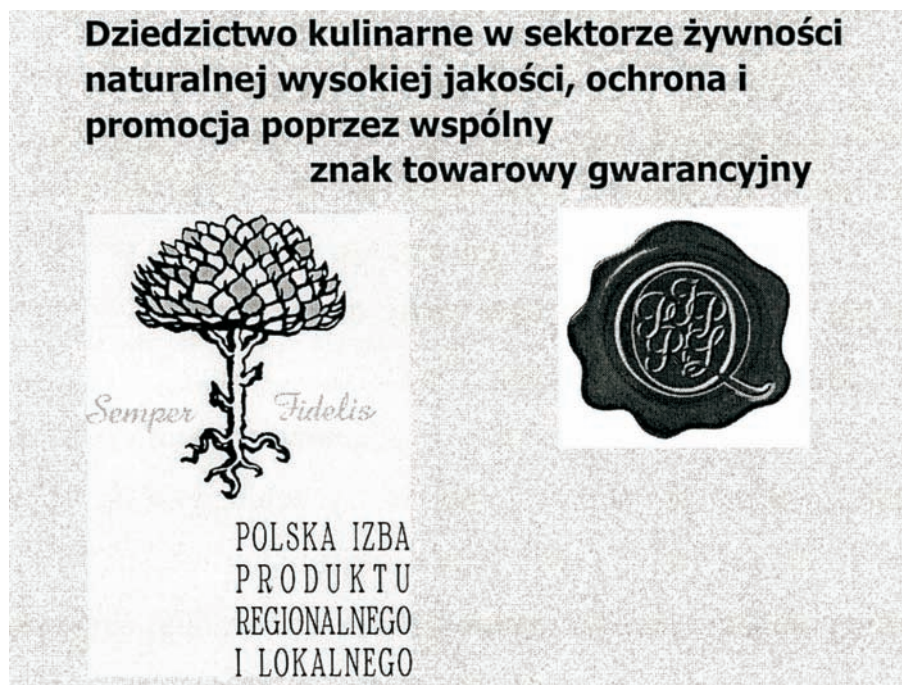 Dziedzictwo kulinarne w sektorze żywności
naturalnej wysokiej jakości, ochrona i
promocja poprzez wspólny
znak towarowy gwarancyjny
Semper Fidelis
POLSKA IZBA
PRODUKTU
REGIONALNEGO
I LOKALNEGO